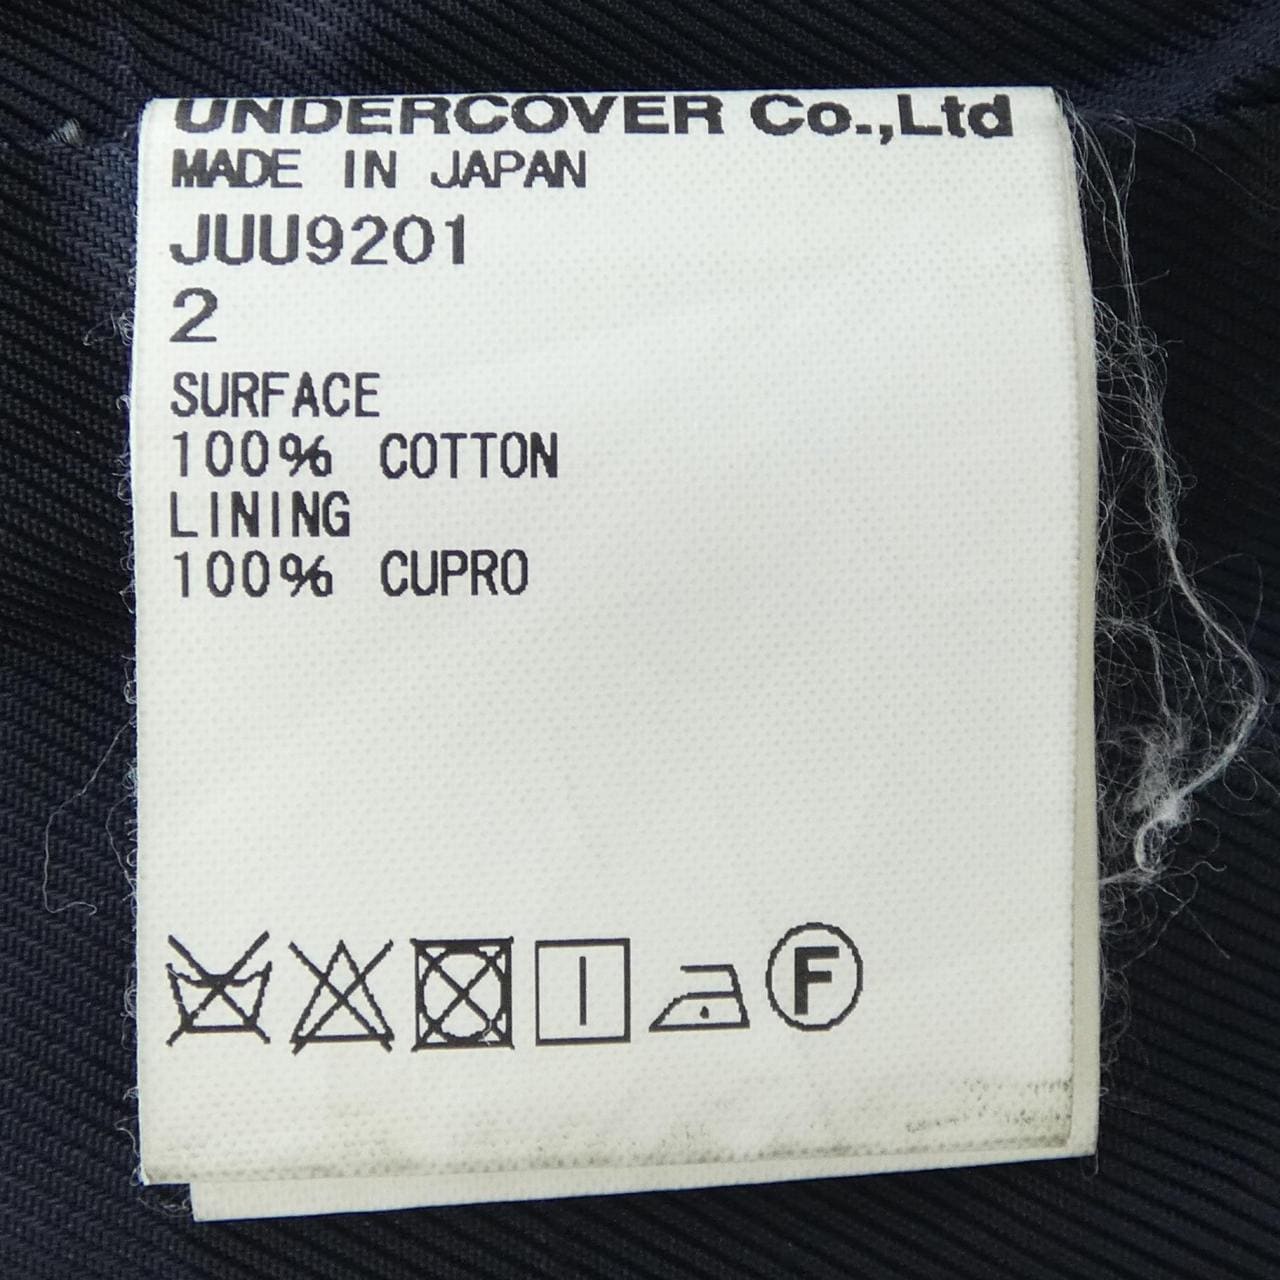 UNDERCOVER Co.,Ltd
MADE IN JAPAN
JUU9201
2
SURFACE
100% COTTON
LINING
100% CUPRO
F